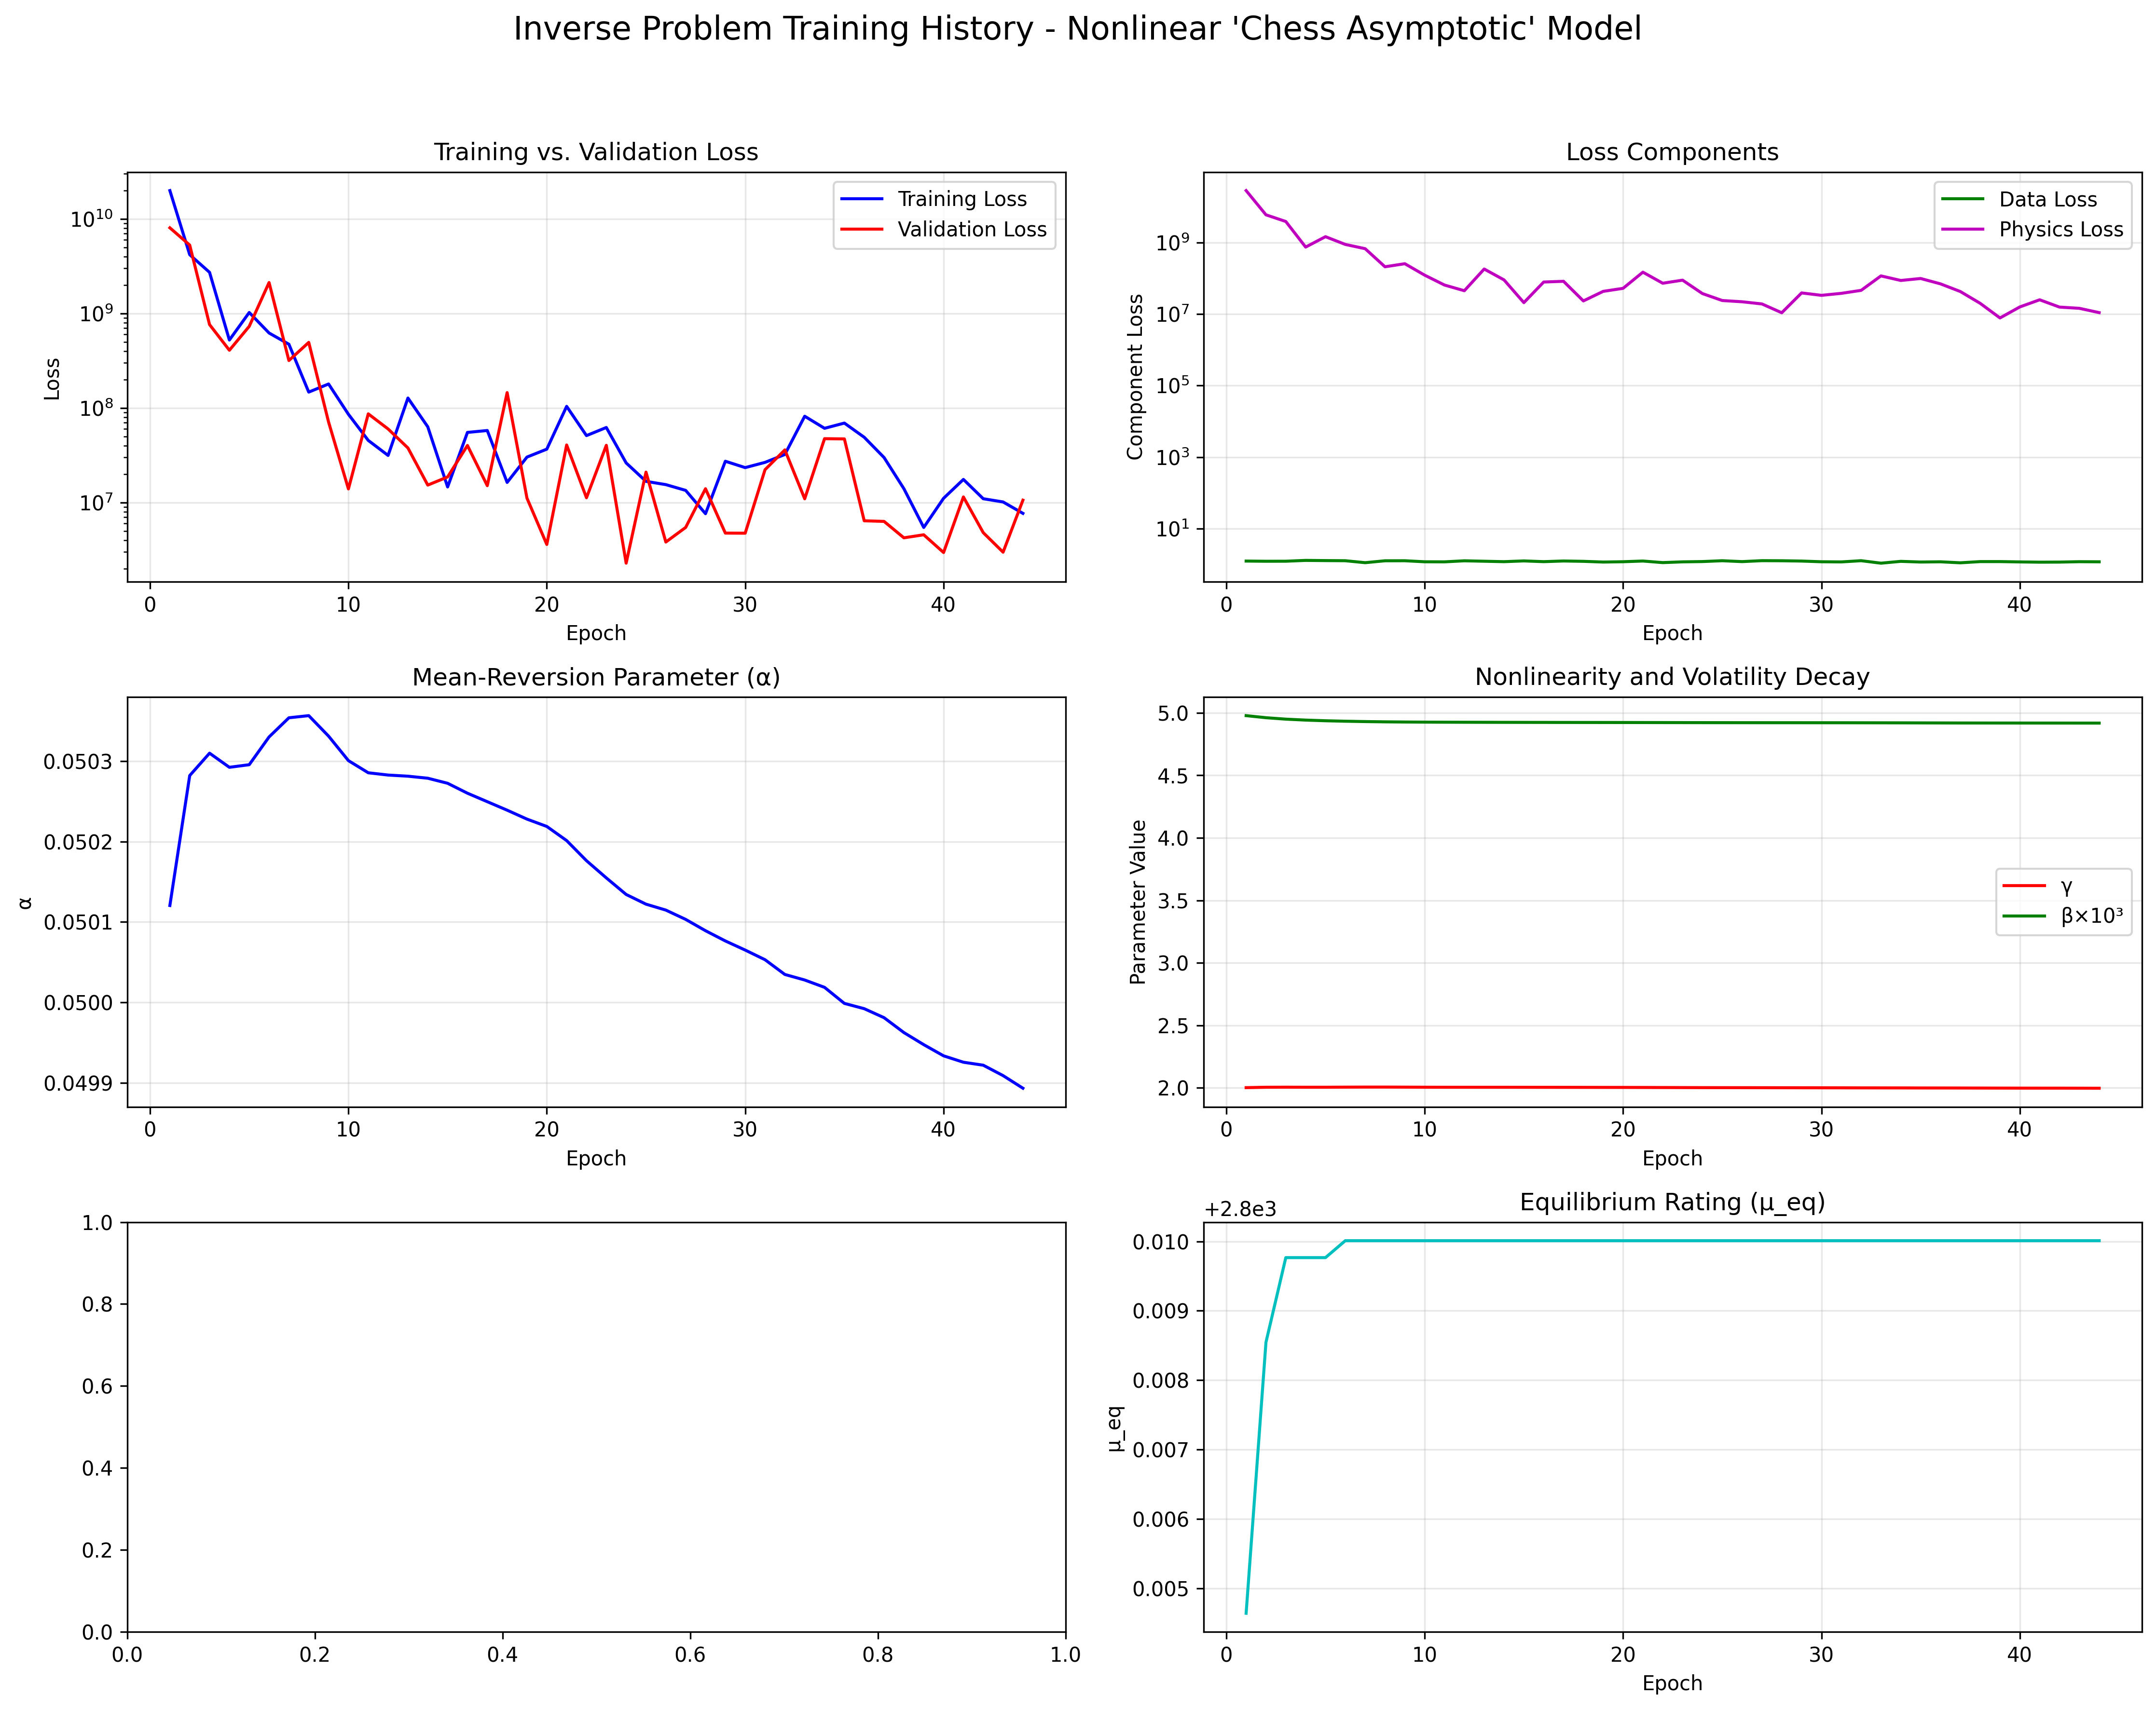 Inverse Problem Training History - Nonlinear 'Chess Asymptotic' Model
Training vs. Validation Loss
Loss
10¹⁰
10⁹
10⁸
10⁷
Training Loss
Validation Loss
0 10 20 30 40
Epoch
Loss Components
Component Loss
10⁹
10⁷
10⁵
10³
10¹
Data Loss
Physics Loss
0 10 20 30 40
Epoch
Mean-Reversion Parameter (α)
α
0.0503
0.0502
0.0501
0.0500
0.0499
0 10 20 30 40
Epoch
Nonlinearity and Volatility Decay
Parameter Value
5.0
4.5
4.0
3.5
3.0
2.5
2.0
γ
β×10³
0 10 20 30 40
Epoch
1.0
0.8
0.6
0.4
0.2
0.0
0.0 0.2 0.4 0.6 0.8 1.0
Equilibrium Rating (μ_eq)
+2.8e3
μ_eq
0.010
0.009
0.008
0.007
0.006
0.005
0 10 20 30 40
Epoch